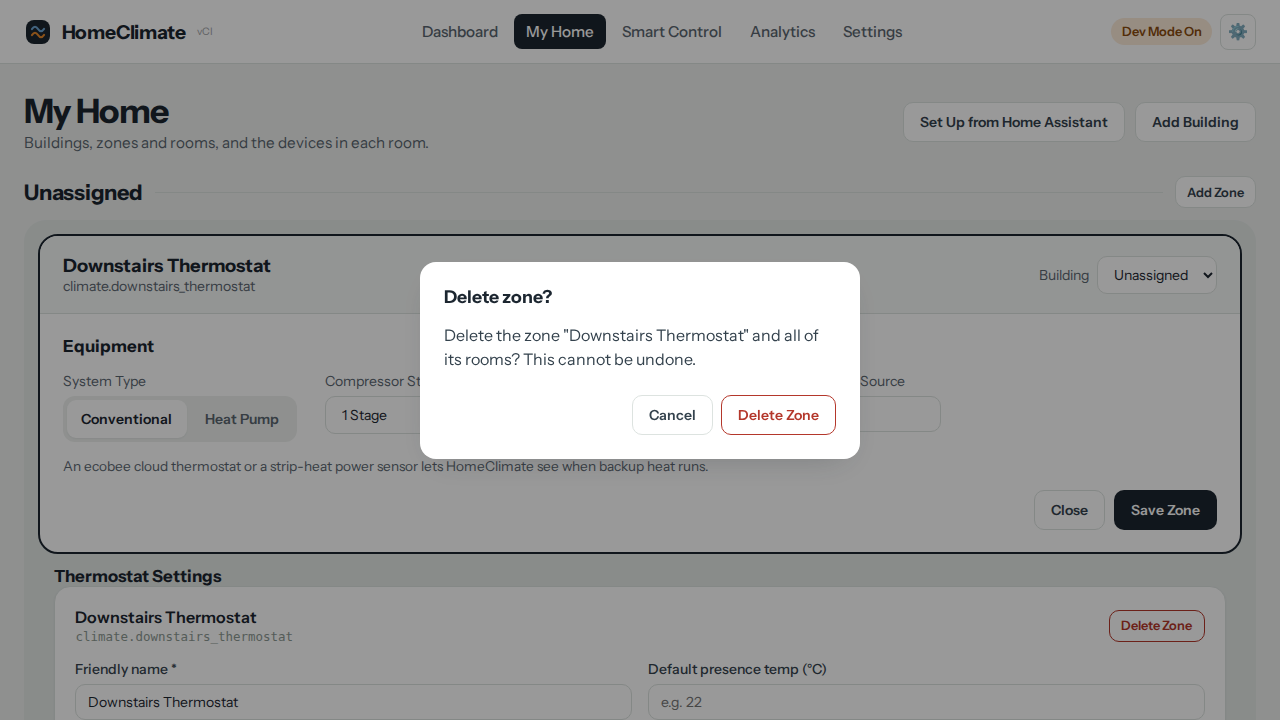 HomeClimate vCI
Dashboard My Home Smart Control Analytics Settings
Dev Mode On
My Home
Buildings, zones and rooms, and the devices in each room.
Set Up from Home Assistant Add Building
Unassigned
Add Zone
Downstairs Thermostat
climate.downstairs_thermostat
Building Unassigned
Equipment
System Type
Conventional Heat Pump
Compressor St
1 Stage
Source
An ecobee cloud thermostat or a strip-heat power sensor lets HomeClimate see when backup heat runs.
Close Save Zone
Delete zone?
Delete the zone "Downstairs Thermostat" and all of
its rooms? This cannot be undone.
Cancel Delete Zone
Thermostat Settings
Downstairs Thermostat
climate.downstairs_thermostat
Delete Zone
Friendly name *
Downstairs Thermostat
Default presence temp (°C)
e.g. 22